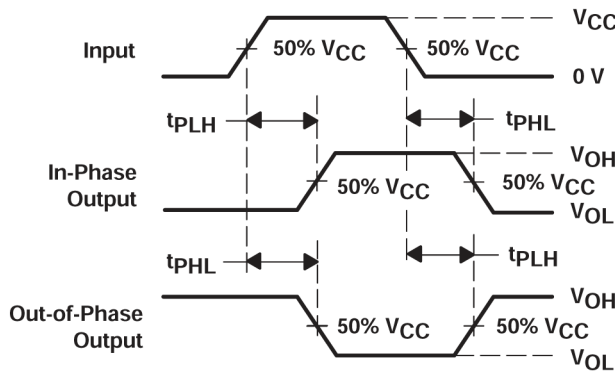 VCC
Input 50% VCC 50% VCC
0 V
tPLH tPHL
VOH
In-Phase
Output
50% VCC 50% VCC
VOL
tPHL tPLH
VOH
Out-of-Phase
Output
50% VCC 50% VCC
VOL